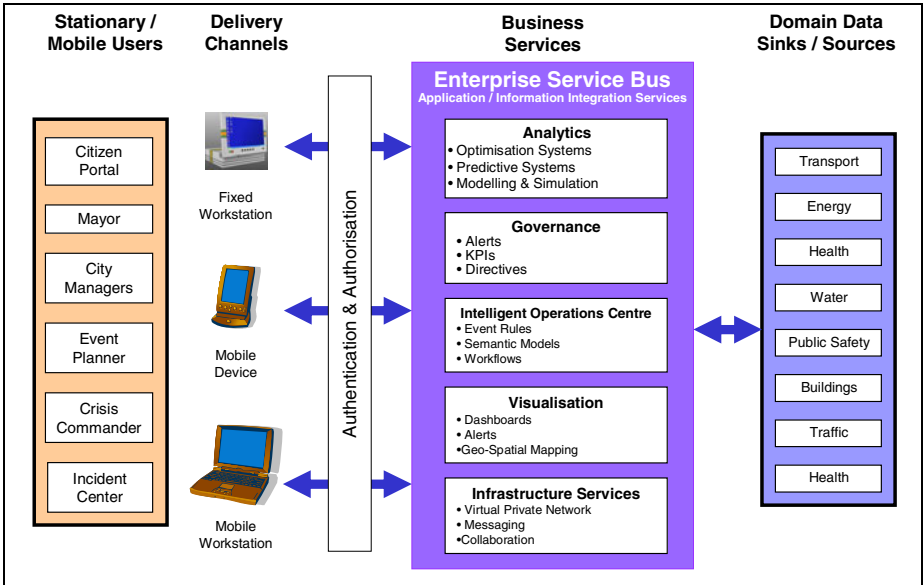 Stationary /
Mobile Users
Delivery
Channels
Business
Services
Domain Data
Sinks / Sources
Citizen
Portal
Mayor
City
Managers
Event
Planner
Crisis
Commander
Incident
Center
Fixed
Workstation
Mobile
Device
Mobile
Workstation
Authentication & Authorisation
Enterprise Service Bus
Application / Information Integration Services
Analytics
• Optimisation Systems
• Predictive Systems
• Modelling & Simulation
Governance
• Alerts
• KPIs
• Directives
Intelligent Operations Centre
• Event Rules
• Semantic Models
• Workflows
Visualisation
• Dashboards
• Alerts
•Geo-Spatial Mapping
Infrastructure Services
• Virtual Private Network
• Messaging
•Collaboration
Transport
Energy
Health
Water
Public Safety
Buildings
Traffic
Health